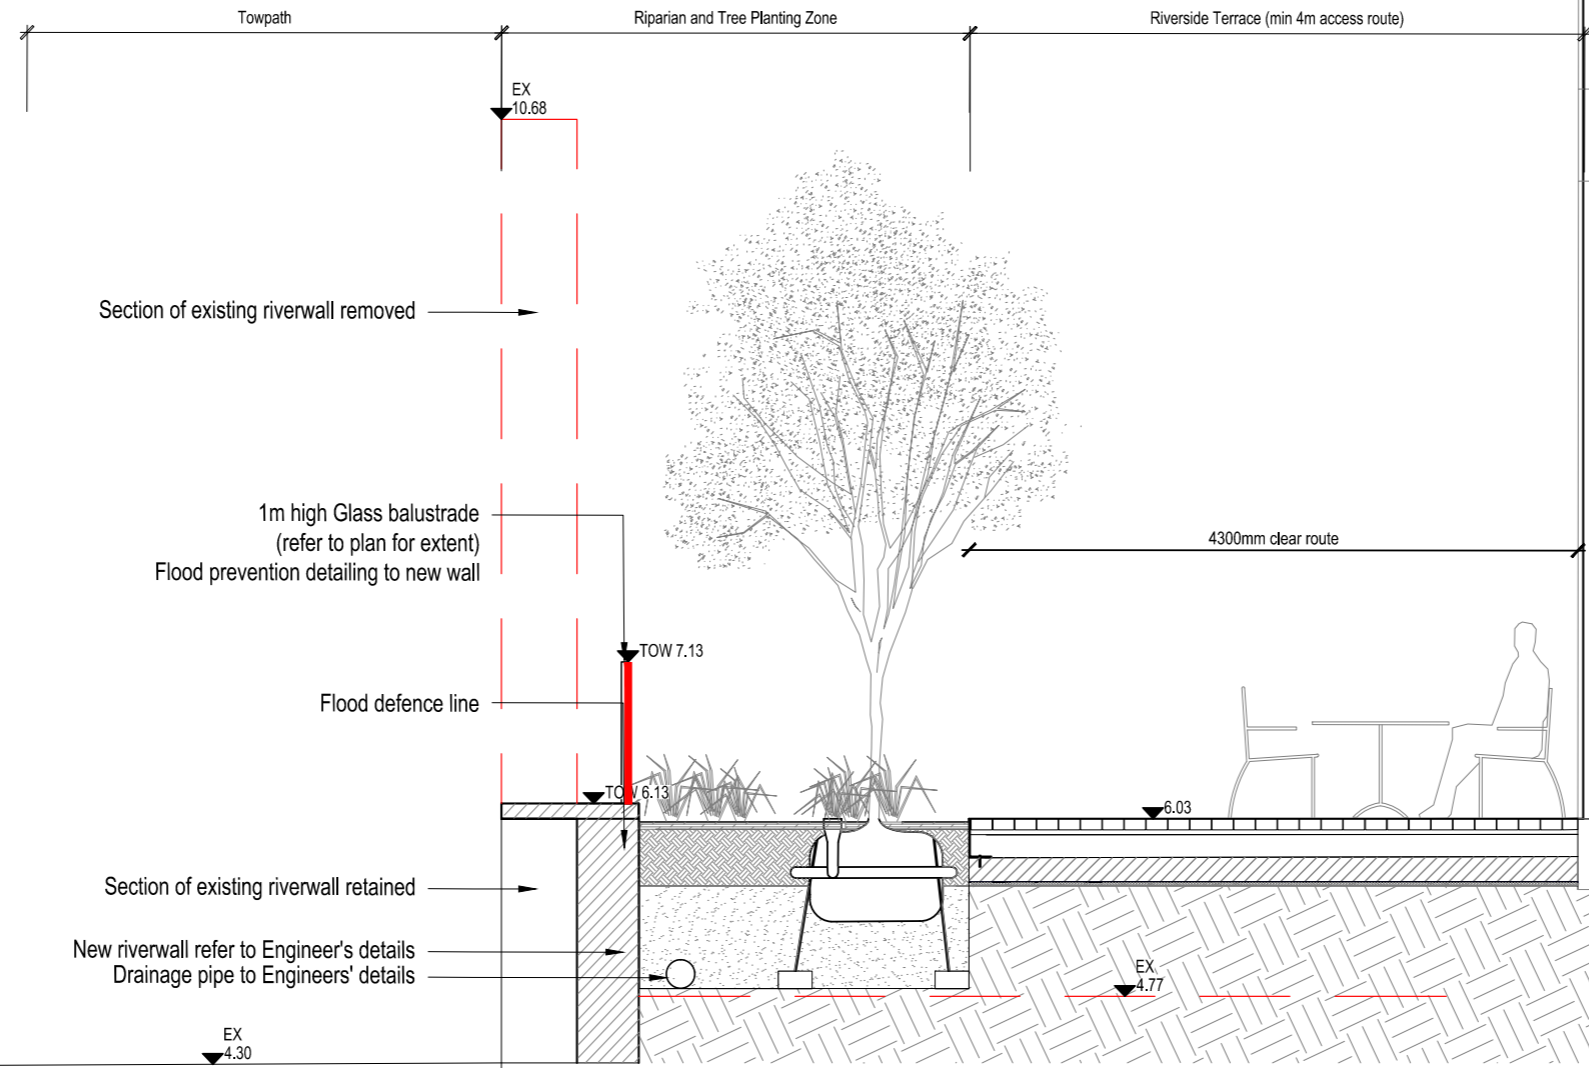 Towpath
Riparian and Tree Planting Zone
Riverside Terrace (min 4m access route)
EX
10.68
Section of existing riverwall removed
1m high Glass balustrade
(refer to plan for extent)
Flood prevention detailing to new wall
4300mm clear route
TOW 7.13
Flood defence line
TOW 6.13
6.03
Section of existing riverwall retained
New riverwall refer to Engineer's details
Drainage pipe to Engineers' details
EX
4.77
EX
4.30